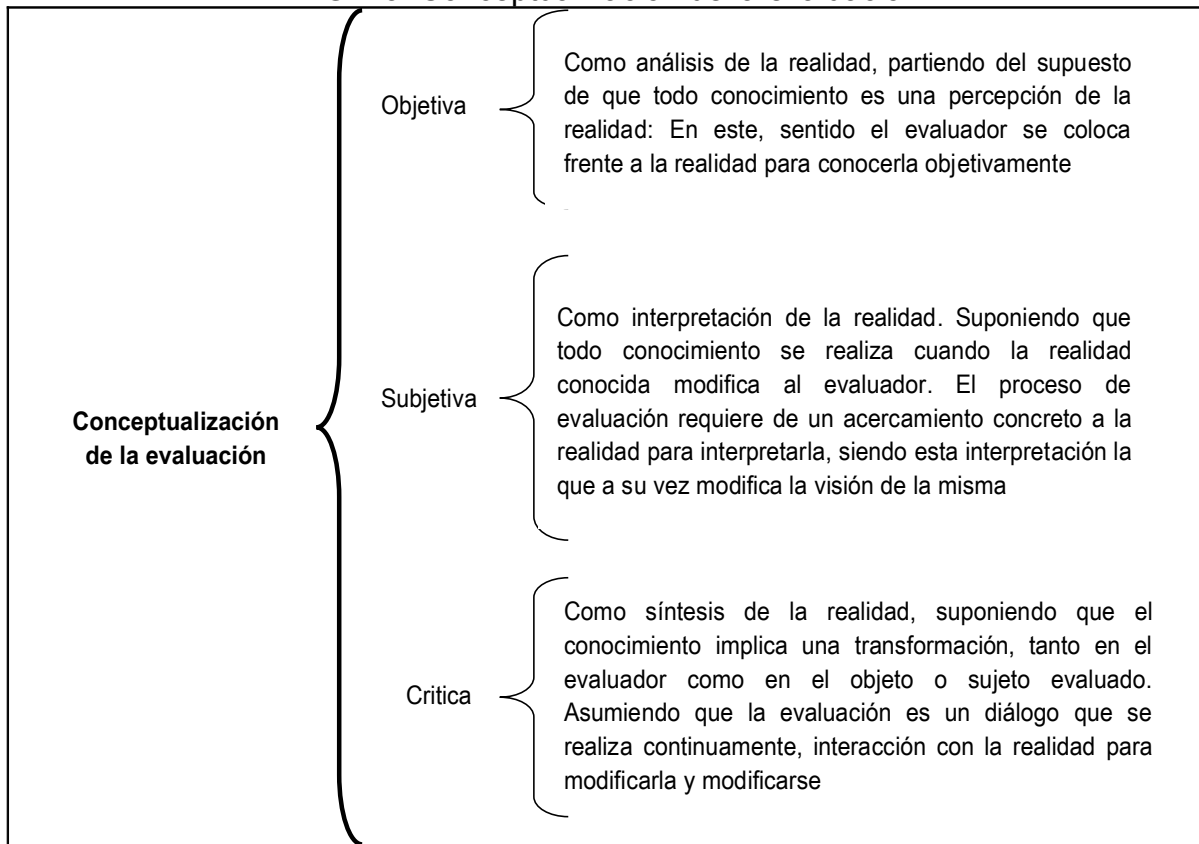 Objetiva
Como análisis de la realidad, partiendo del supuesto
de que todo conocimiento es una percepción de la
realidad: En este, sentido el evaluador se coloca
frente a la realidad para conocerla objetivamente
Conceptualización
de la evaluación
Subjetiva
Como interpretación de la realidad. Suponiendo que
todo conocimiento se realiza cuando la realidad
conocida modifica al evaluador. El proceso de
evaluación requiere de un acercamiento concreto a la
realidad para interpretarla, siendo esta interpretación la
que a su vez modifica la visión de la misma
Critica
Como síntesis de la realidad, suponiendo que el
conocimiento implica una transformación, tanto en el
evaluador como en el objeto o sujeto evaluado.
Asumiendo que la evaluación es un diálogo que se
realiza continuamente, interacción con la realidad para
modificarla y modificarse